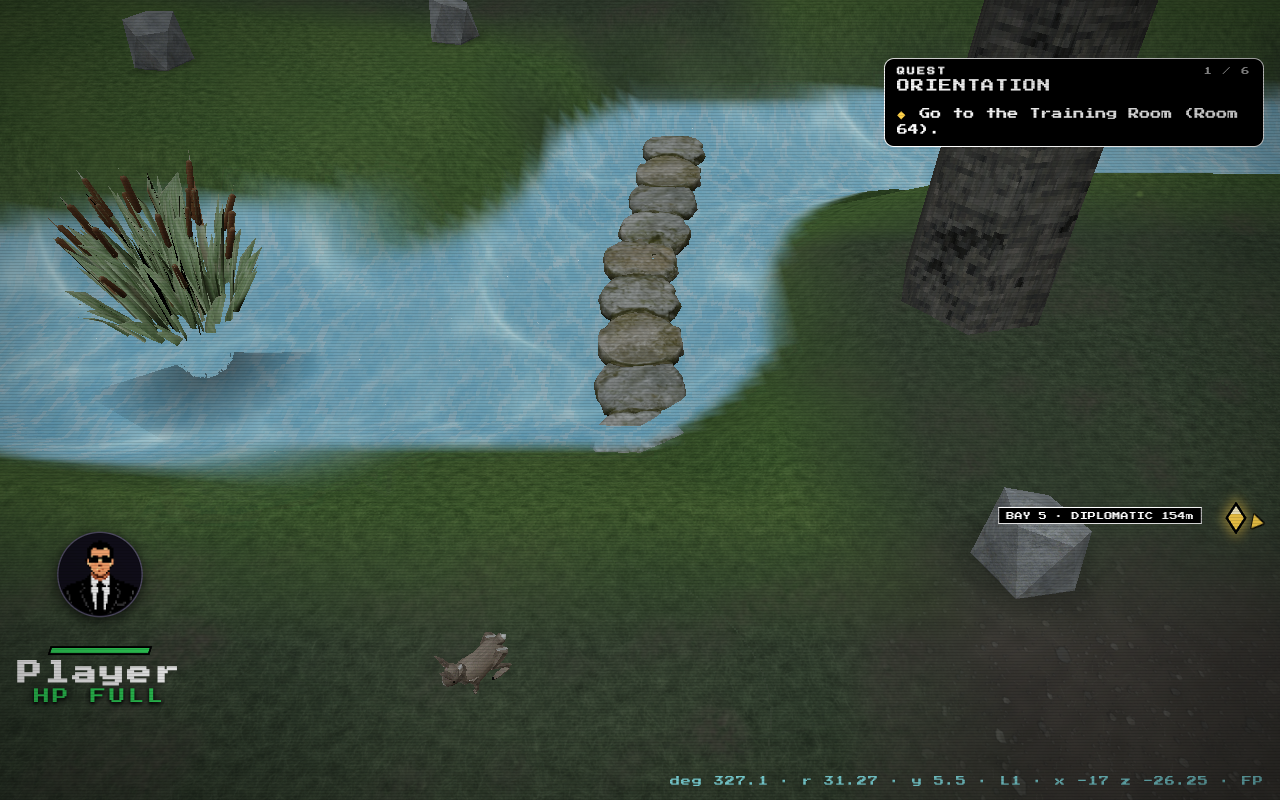 QUEST 1 / 6
ORIENTATION
◆ Go to the Training Room (Room
64).
BAY 5 · DIPLOMATIC 154m
Player
HP FULL
deg 327.1 · r 31.27 · y 5.5 · L1 · x -17 z -26.25 · FP